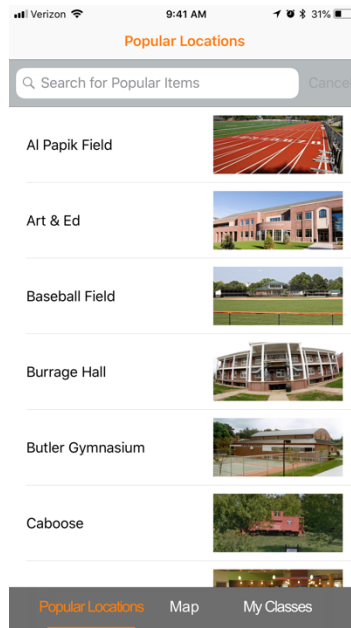 Verizon 9:41 AM 31%
Popular Locations
Search for Popular Items Cancel
Al Papik Field
Art & Ed
Baseball Field
Burrage Hall
Butler Gymnasium
Caboose
Popular Locations Map My Classes